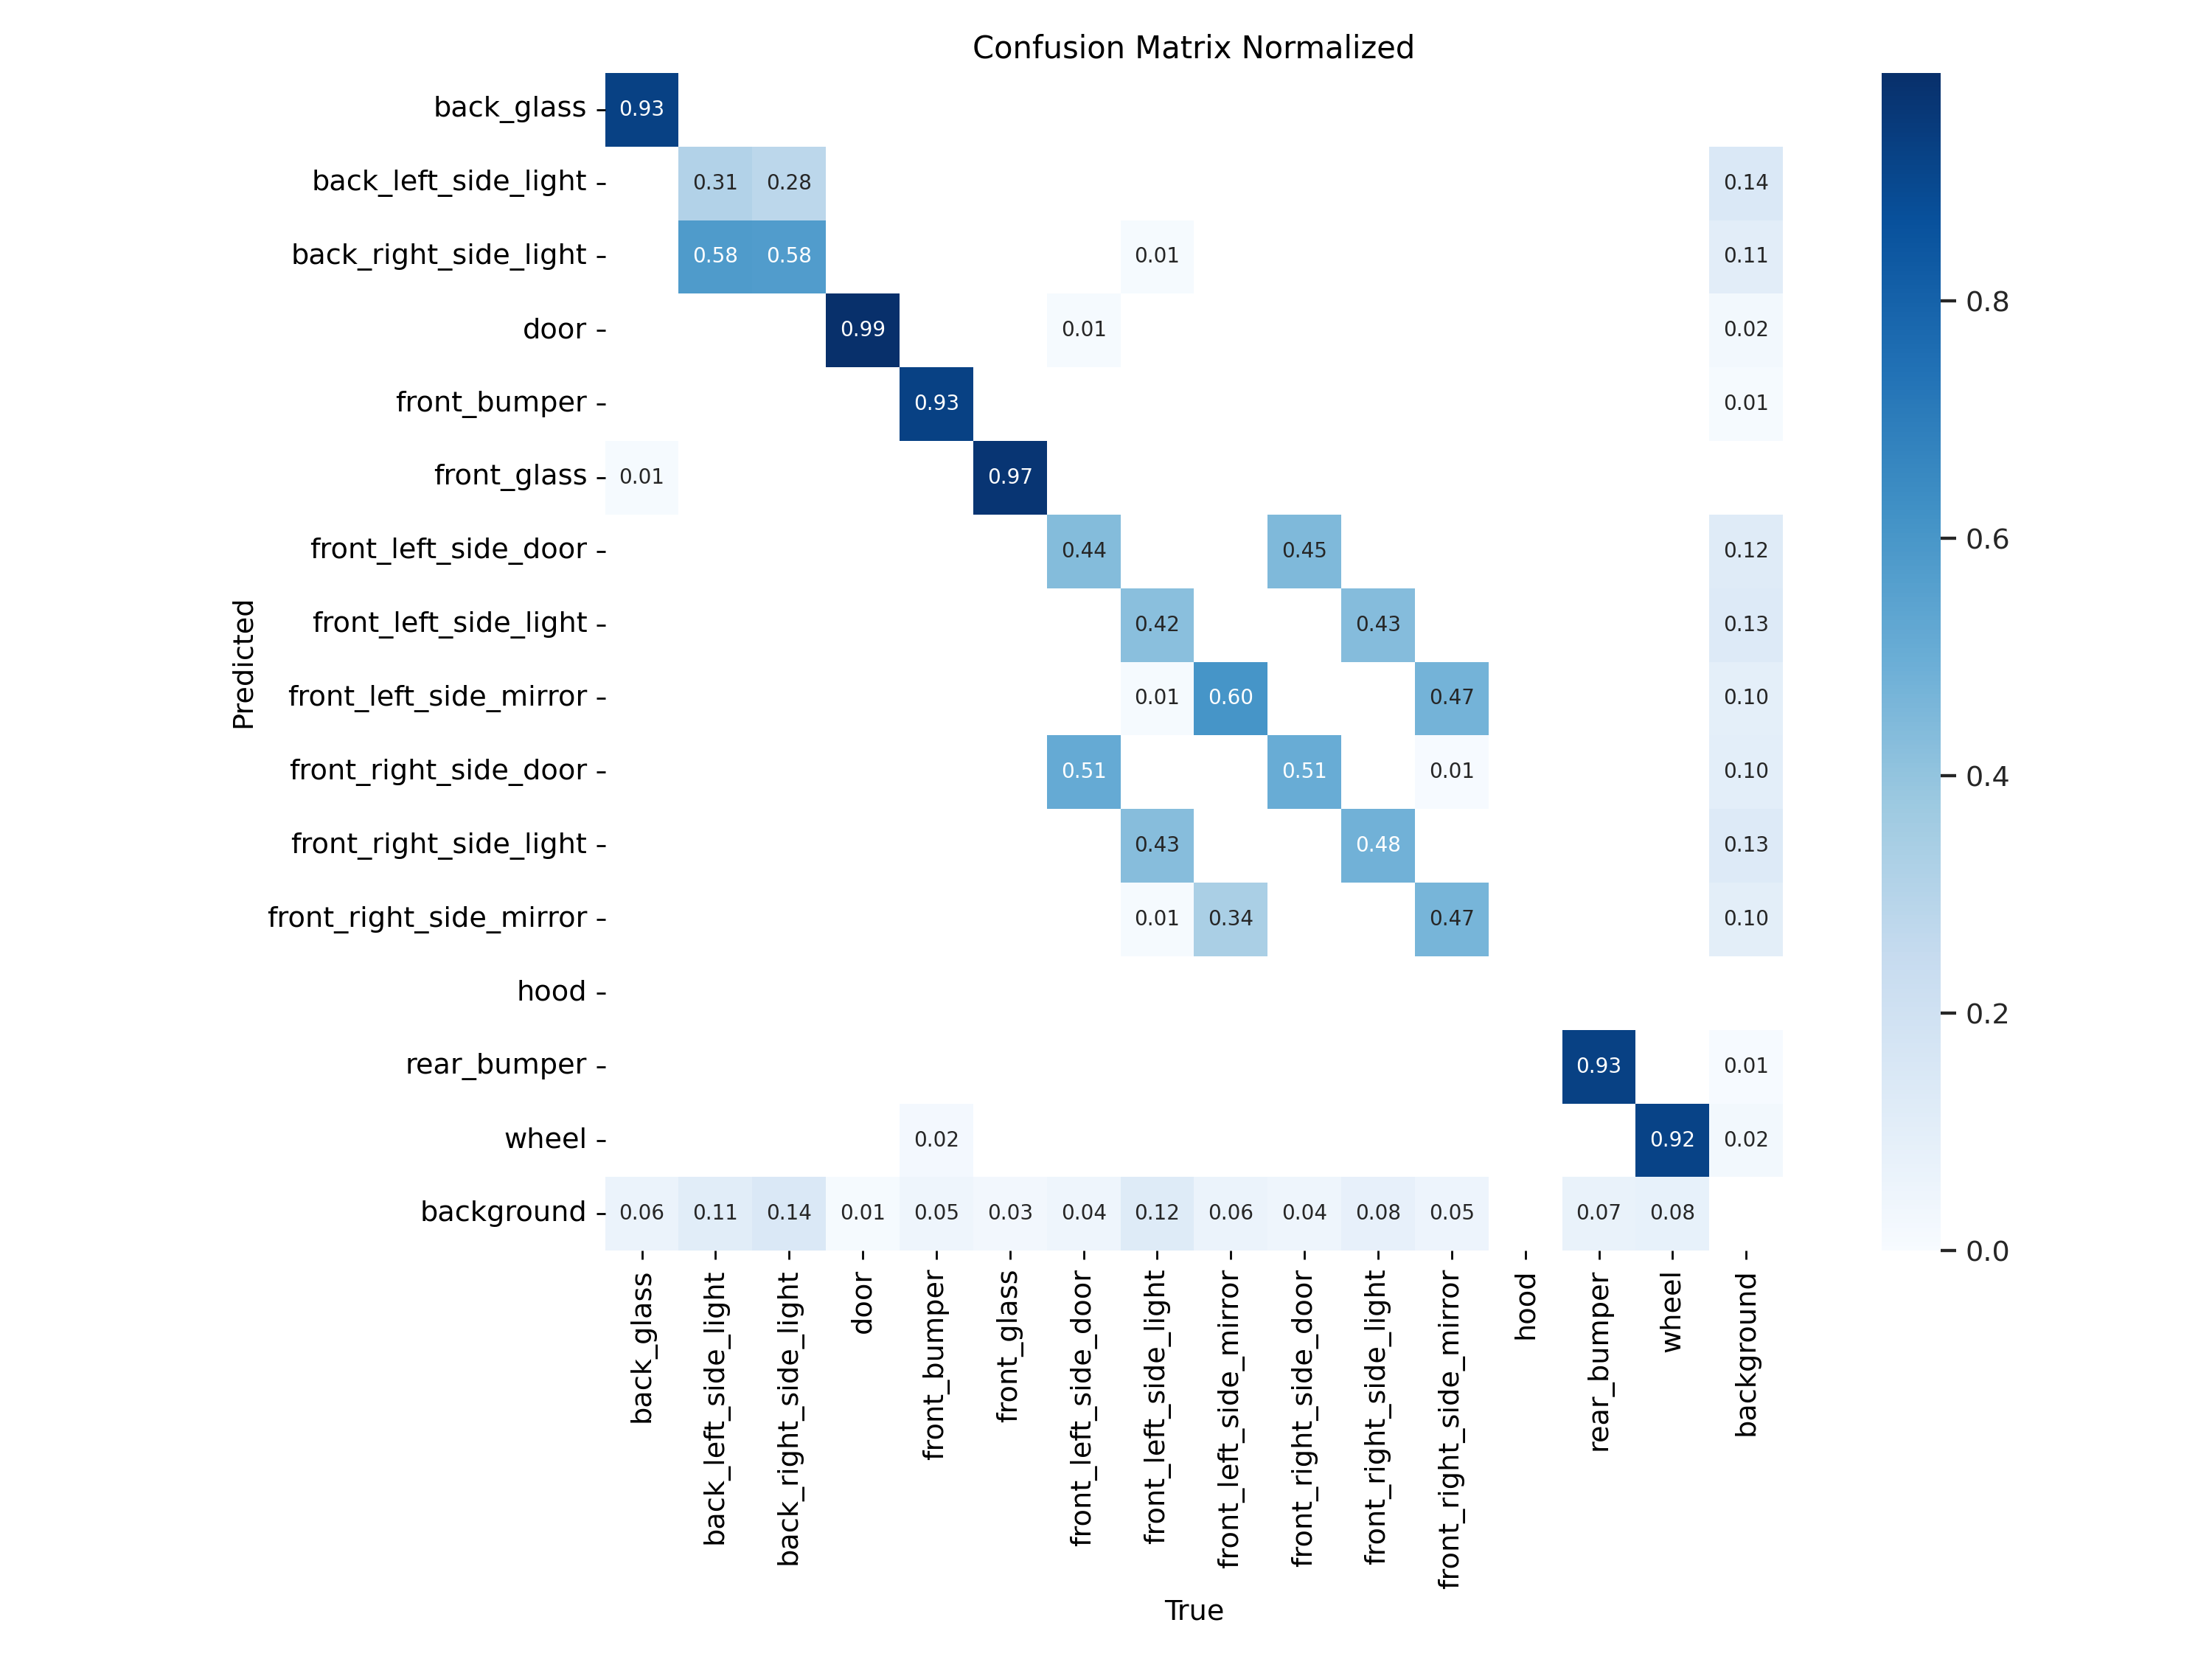 Confusion Matrix Normalized
back_glass 0.93
back_left_side_light 0.31 0.28 0.14
back_right_side_light 0.58 0.58 0.01 0.11
door 0.99 0.01 0.02
front_bumper 0.93 0.01
front_glass 0.01 0.97
front_left_side_door 0.44 0.45 0.12
front_left_side_light 0.42 0.43 0.13
front_left_side_mirror 0.01 0.60 0.47 0.10
front_right_side_door 0.51 0.51 0.01 0.10
front_right_side_light 0.43 0.48 0.13
front_right_side_mirror 0.01 0.34 0.47 0.10
hood
rear_bumper 0.93 0.01
wheel 0.02 0.92 0.02
background 0.06 0.11 0.14 0.01 0.05 0.03 0.04 0.12 0.06 0.04 0.08 0.05 0.07 0.08
Predicted
back_glass
back_left_side_light
back_right_side_light
door
front_bumper
front_glass
front_left_side_door
front_left_side_light
front_left_side_mirror
front_right_side_door
front_right_side_light
front_right_side_mirror
hood
rear_bumper
wheel
background
True
0.8
0.6
0.4
0.2
0.0